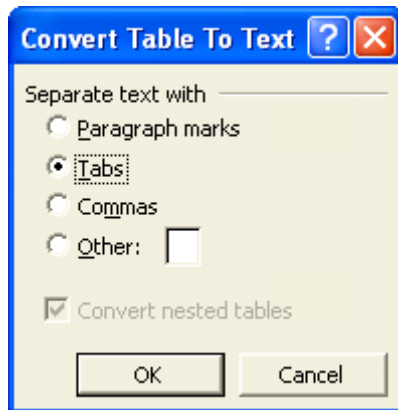 Convert Table To Text
Separate text with
Paragraph marks
Tabs
Commas
Other:
Convert nested tables
OK Cancel